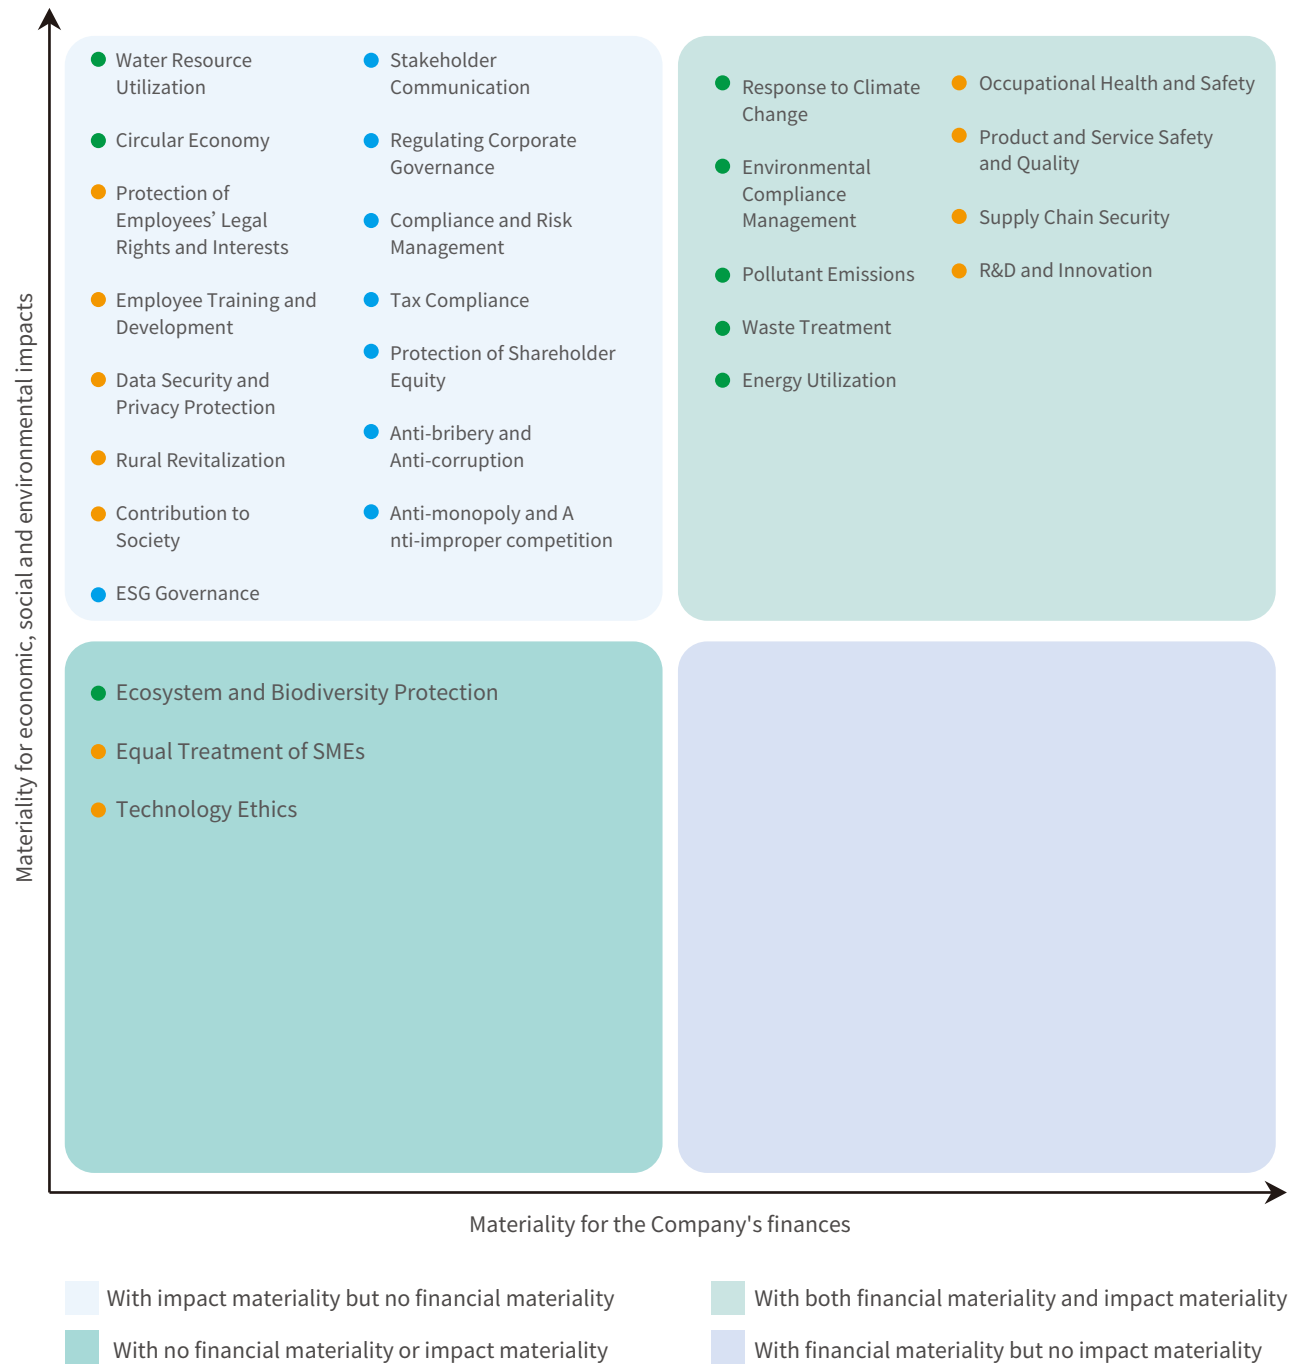 Materiality for economic, social and environmental impacts
Water Resource
Utilization
Circular Economy
Protection of
Employees’ Legal
Rights and Interests
Employee Training and
Development
Data Security and
Privacy Protection
Rural Revitalization
Contribution to
Society
ESG Governance
Stakeholder
Communication
Regulating Corporate
Governance
Compliance and Risk
Management
Tax Compliance
Protection of Shareholder
Equity
Anti-bribery and
Anti-corruption
Anti-monopoly and A
nti-improper competition
Response to Climate
Change
Environmental
Compliance
Management
Pollutant Emissions
Waste Treatment
Energy Utilization
Occupational Health and Safety
Product and Service Safety
and Quality
Supply Chain Security
R&D and Innovation
Ecosystem and Biodiversity Protection
Equal Treatment of SMEs
Technology Ethics
Materiality for the Company's finances
With impact materiality but no financial materiality
With both financial materiality and impact materiality
With no financial materiality or impact materiality
With financial materiality but no impact materiality